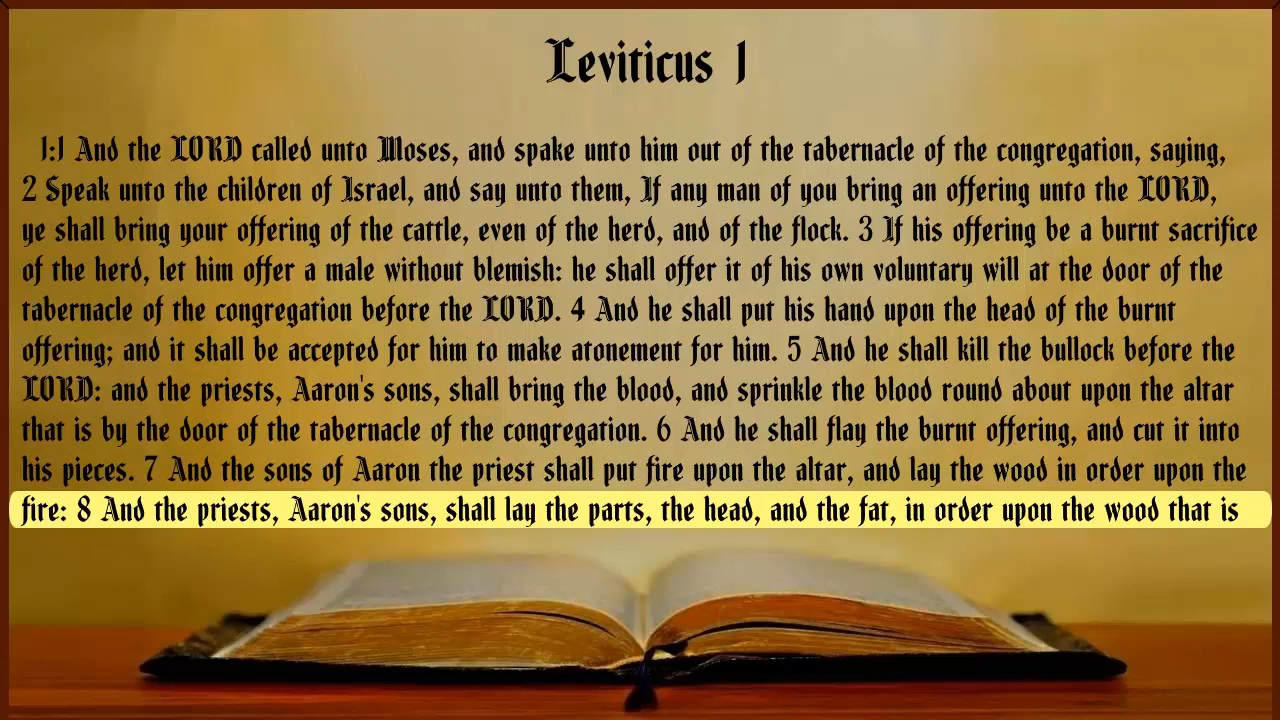 Leviticus 1
1:1 And the LORD called unto Moses, and spake unto him out of the tabernacle of the congregation, saying,
2 Speak unto the children of Israel, and say unto them, If any man of you bring an offering unto the LORD,
ye shall bring your offering of the cattle, even of the herd, and of the flock. 3 If his offering be a burnt sacrifice
of the herd, let him offer a male without blemish: he shall offer it of his own voluntary will at the door of the
tabernacle of the congregation before the LORD. 4 And he shall put his hand upon the head of the burnt
offering; and it shall be accepted for him to make atonement for him. 5 And he shall kill the bullock before the
LORD: and the priests, Aaron's sons, shall bring the blood, and sprinkle the blood round about upon the altar
that is by the door of the tabernacle of the congregation. 6 And he shall flay the burnt offering, and cut it into
his pieces. 7 And the sons of Aaron the priest shall put fire upon the altar, and lay the wood in order upon the
fire: 8 And the priests, Aaron's sons, shall lay the parts, the head, and the fat, in order upon the wood that is